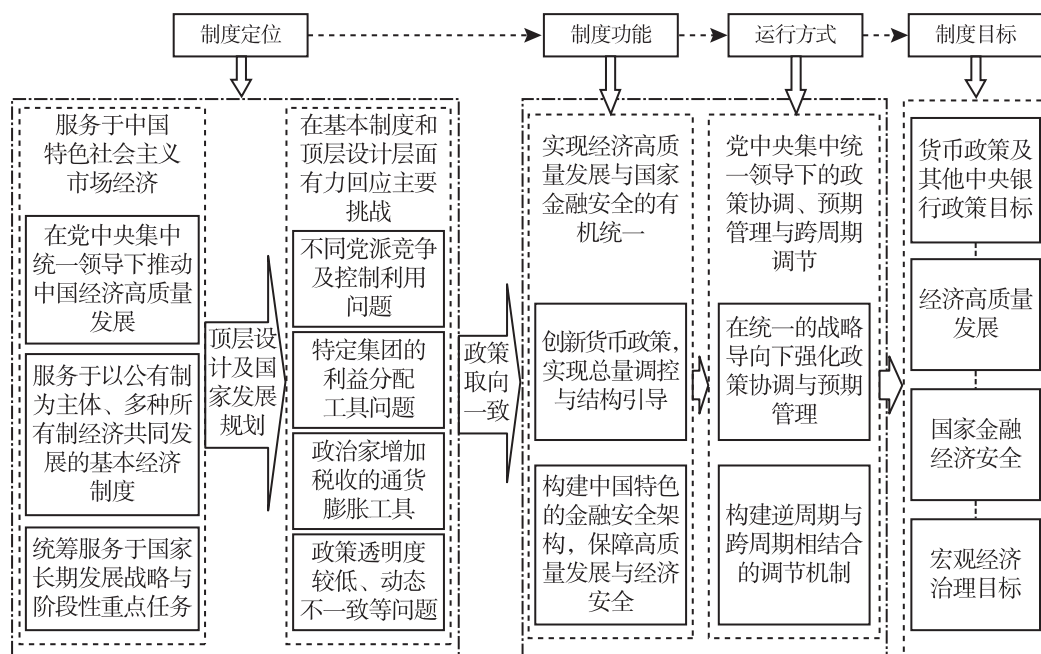 制度定位
制度功能
运行方式
制度目标
服务于中国
特色社会主义
市场经济
在党中央集中
统一领导下推动
中国经济高质量
发展
服务于以公有制
为主体、多种所
有制经济共同发
展的基本经济
制度
统筹服务于国家
长期发展战略与
阶段性重点任务
顶层设
计及国
家发展
规划
在基本制度和
顶层设计层面
有力回应主要
挑战
不同党派竞争
及控制利用
问题
特定集团的
利益分配
工具问题
政治家增加
税收的通货
膨胀工具
政策透明度
较低、动态
不一致等问题
政策
取向
一致
实现经济高质
量发展与国家
金融安全的有
机统一
创新货币政策，
实现总量调控
与结构引导
构建中国特色
的金融安全架
构，保障高质
量发展与经济
安全
党中央集中统
一领导下的政
策协调、预期
管理与跨周期
调节
在统一的战略
导向下强化政
策协调与预期
管理
构建逆周期与
跨周期相结合
的调节机制
货币政策及
其他中央银
行政策目标
经济高质量
发展
国家金融
经济安全
宏观经济
治理目标